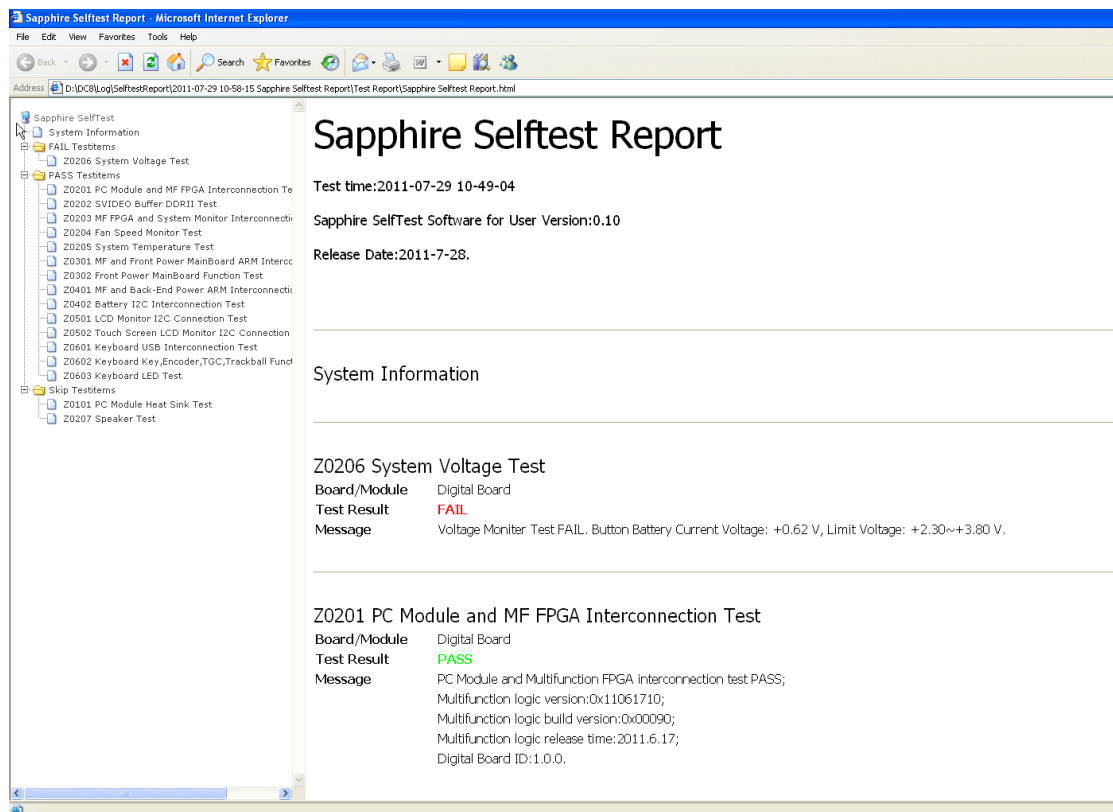 Sapphire Selftest Report - Microsoft Internet Explorer
File Edit View Favorites Tools Help
Back Search Favorites
Address D:\DC8\Log\SelftestReport\2011-07-29 10-58-15 Sapphire Selftest Report\Test Report\Sapphire Selftest Report.html
Sapphire SelfTest
System Information
FAIL Testitems
Z0206 System Voltage Test
PASS Testitems
Z0201 PC Module and MF FPGA Interconnection Te
Z0202 SVIDEO Buffer DDRII Test
Z0203 MF FPGA and System Monitor Interconnecti
Z0204 Fan Speed Monitor Test
Z0205 System Temperature Test
Z0301 MF and Front Power MainBoard ARM Interco
Z0302 Front Power MainBoard Function Test
Z0401 MF and Back-End Power ARM Interconnectio
Z0402 Battery I2C Interconnection Test
Z0501 LCD Monitor I2C Connection Test
Z0502 Touch Screen LCD Monitor I2C Connection
Z0601 Keyboard USB Interconnection Test
Z0602 Keyboard Key,Encoder,TGC,Trackball Funct
Z0603 Keyboard LED Test
Skip Testitems
Z0101 PC Module Heat Sink Test
Z0207 Speaker Test
Sapphire Selftest Report
Test time:2011-07-29 10-49-04
Sapphire SelfTest Software for User Version:0.10
Release Date:2011-7-28.
System Information
Z0206 System Voltage Test
Board/Module Digital Board
Test Result FAIL
Message Voltage Moniter Test FAIL. Button Battery Current Voltage: +0.62 V, Limit Voltage: +2.30~+3.80 V.
Z0201 PC Module and MF FPGA Interconnection Test
Board/Module Digital Board
Test Result PASS
Message PC Module and Multifunction FPGA interconnection test PASS;
Multifunction logic version:0x11061710;
Multifunction logic build version:0x00090;
Multifunction logic release time:2011.6.17;
Digital Board ID:1.0.0.